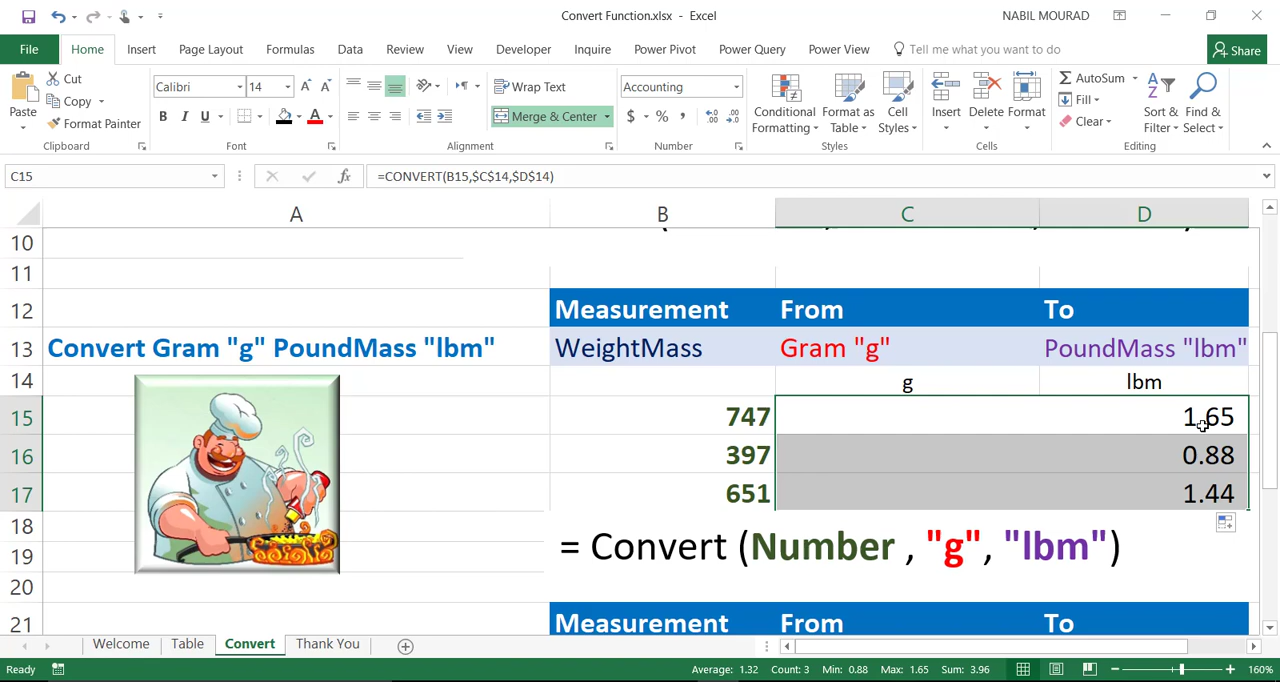 Convert Function.xlsx - Excel
NABIL MOURAD
File Home Insert Page Layout Formulas Data Review View Developer Inquire Power Pivot Power Query Power View Tell me what you want to do Share
Paste
Cut
Copy
Format Painter
Clipboard
Calibri 14 A A
B I U A
Font
Wrap Text
Merge & Center
Alignment
Accounting
$ % ,
Number
Conditional Formatting
Format as Table
Cell Styles
Styles
Insert
Delete
Format
Cells
AutoSum
Fill
Clear
Sort & Filter
Find & Select
Editing
C15
fx
=CONVERT(B15,$C$14,$D$14)
A B C D
10
11
12 Measurement From To
13 Convert Gram "g" PoundMass "lbm" WeightMass Gram "g" PoundMass "lbm"
14 g lbm
15 747 1.65
16 397 0.88
17 651 1.44
18 = Convert (Number , "g", "lbm")
19
20
21 Measurement From To
Welcome Table Convert Thank You
Ready Average: 1.32 Count: 3 Min: 0.88 Max: 1.65 Sum: 3.96 160%